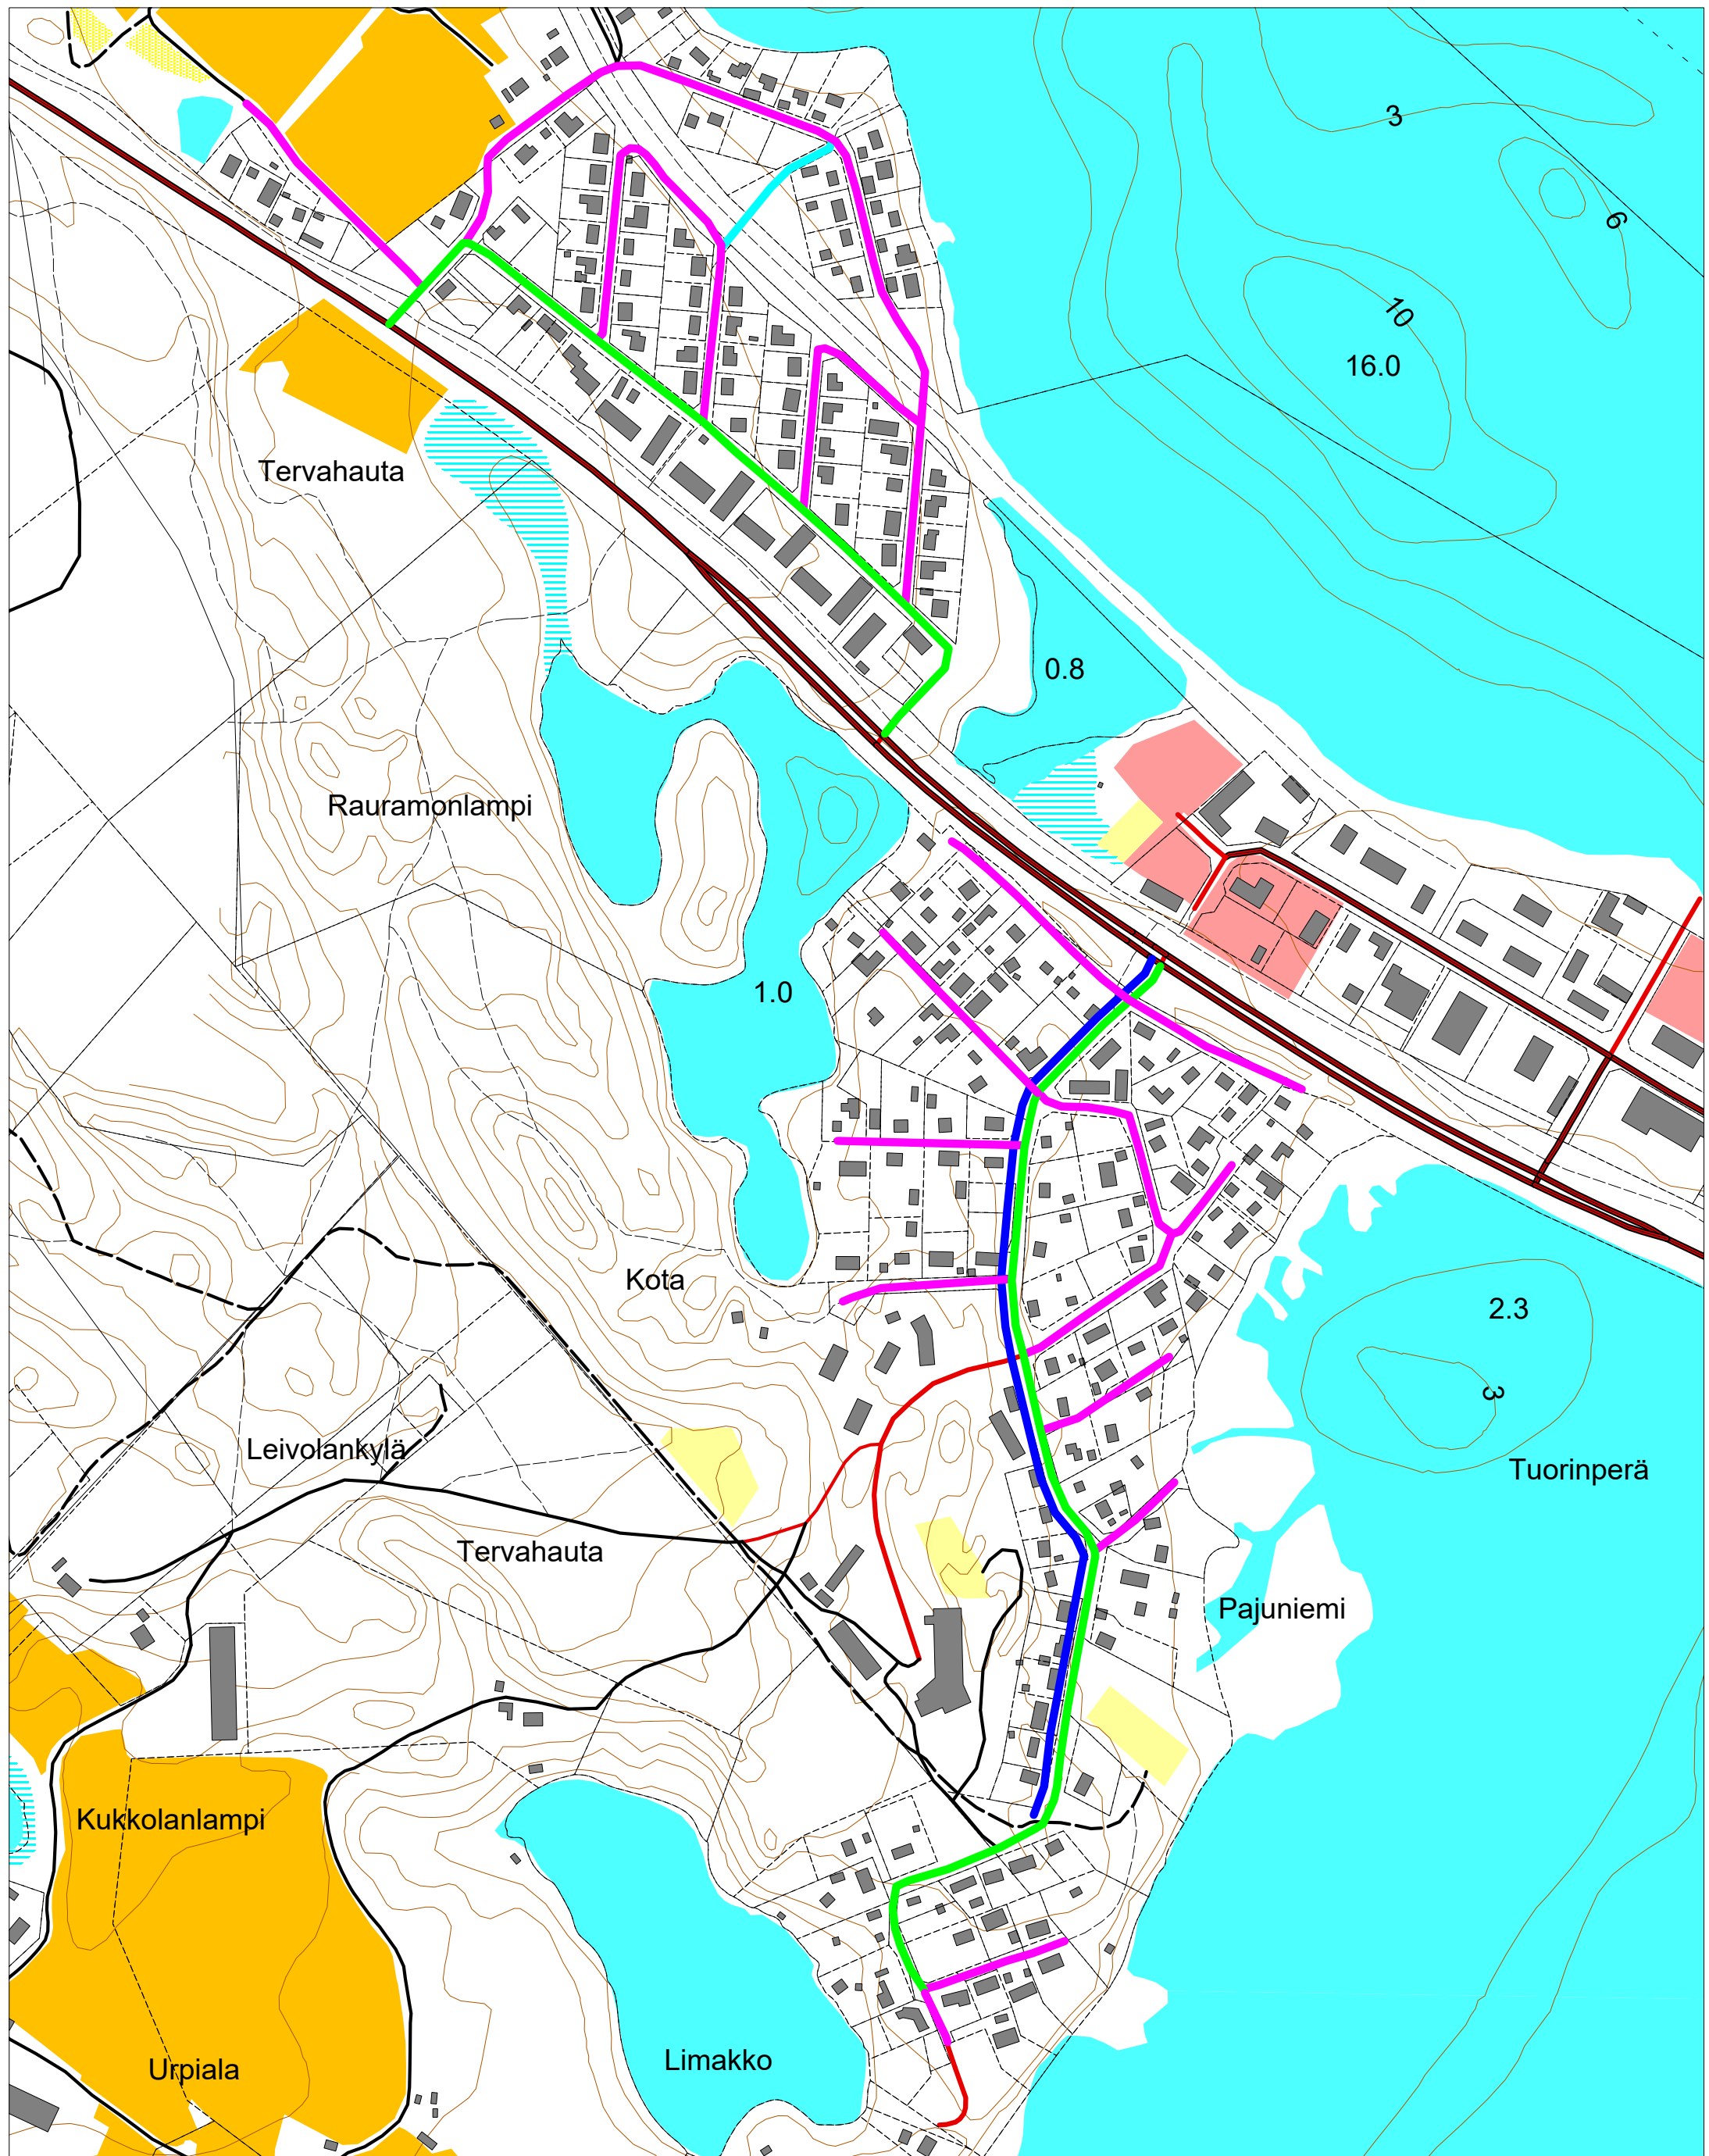 3
6
10
16.0
Tervahauta
0.8
Rauramonlampi
1.0
Kota
2.3
3
Leivolankylä
Tuorinperä
Tervahauta
Pajuniemi
Kukkolanlampi
Limakko
Urpiala